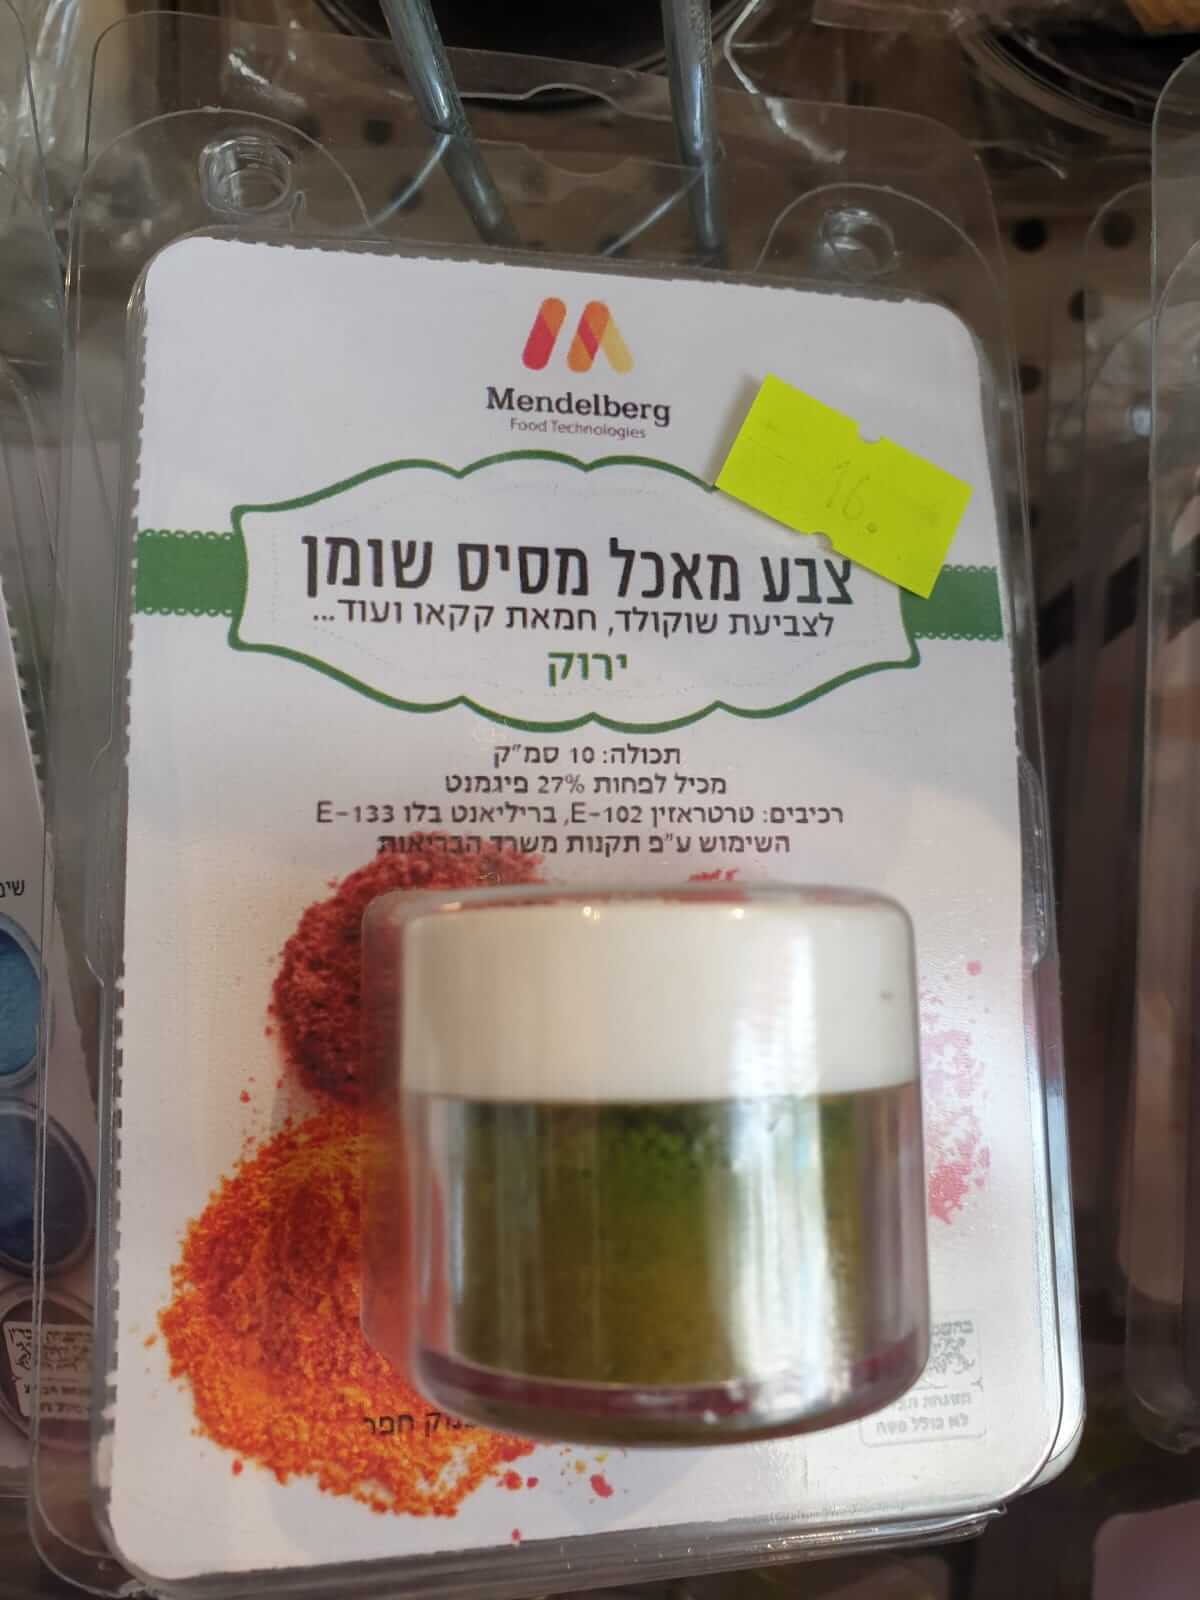 Mendelberg
Food Technologies
16.
צבע מאכל מסיס שומן
לצביעת שוקולד, חמאת קקאו ועוד...
ירוק
תכולה: 10 סמ"ק
מכיל לפחות 27% פיגמנט
רכיבים: טרטראזין E-102, בריליאנט בלו E-133
השימוש ע"פ תקנות משרד הבריאות
חפר
לא כולל פסח